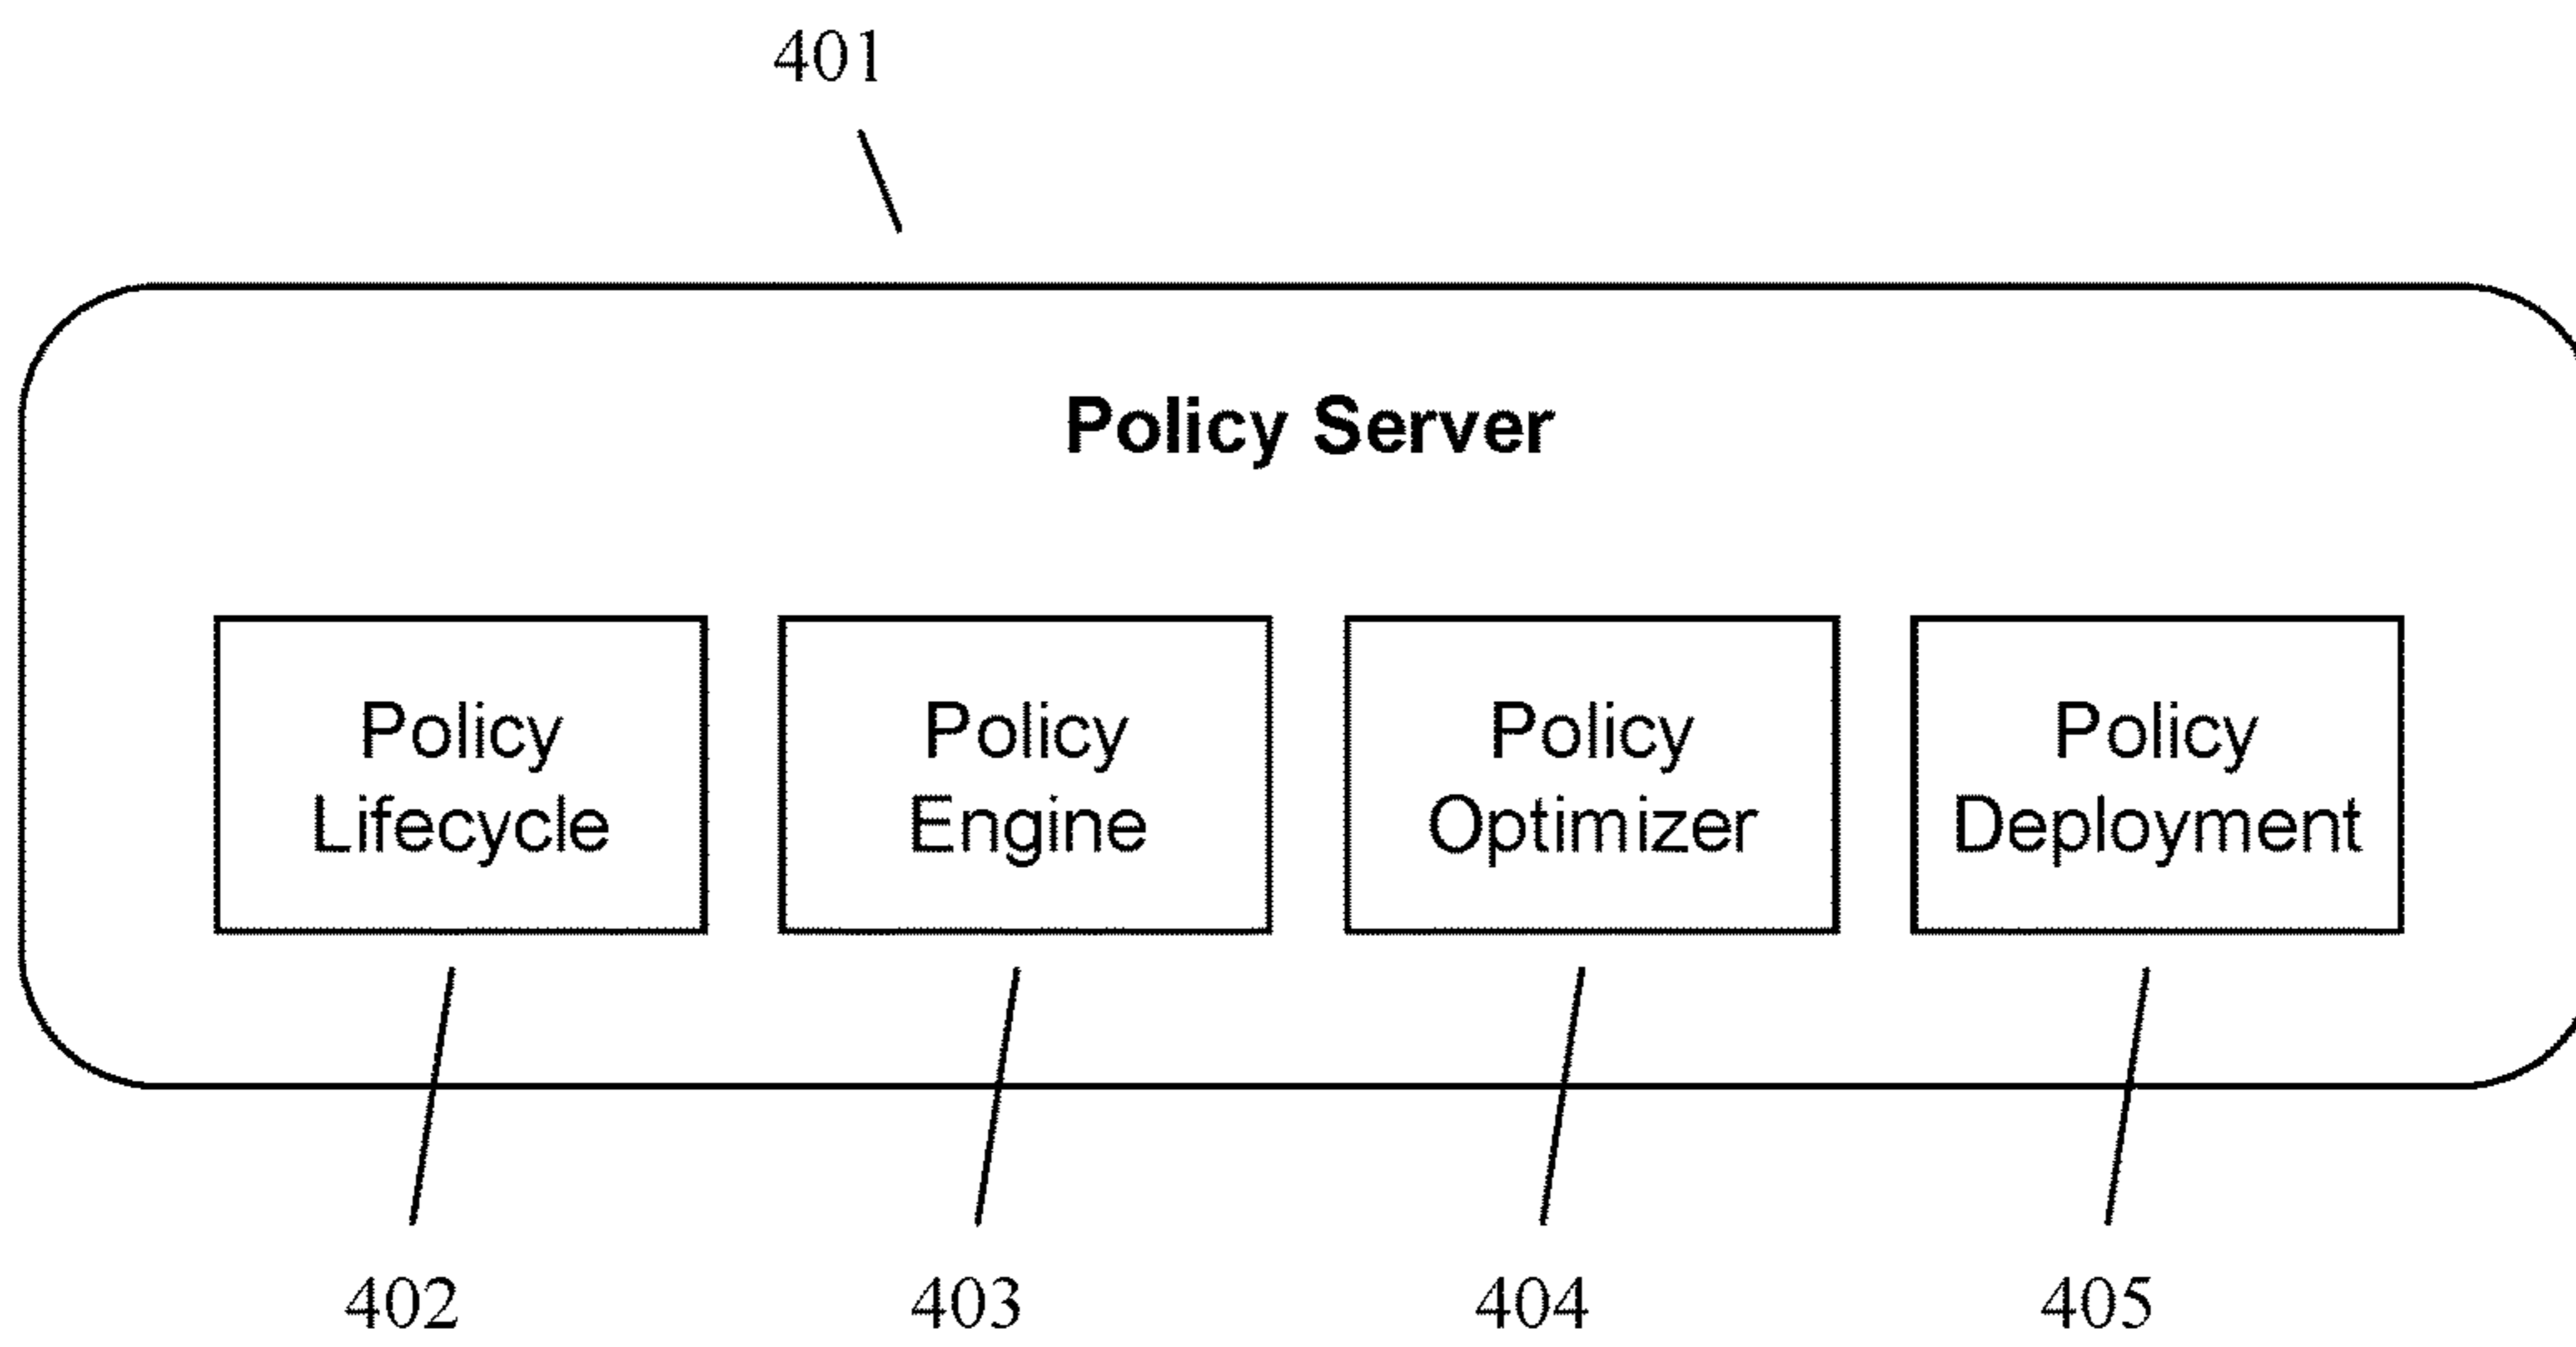 401
Policy Server
Policy
Lifecycle
Policy
Engine
Policy
Optimizer
Policy
Deployment
402
403
404
405